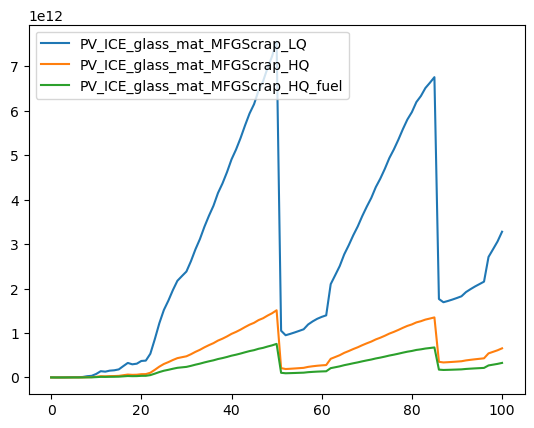 1e12
PV_ICE_glass_mat_MFGScrap_LQ
PV_ICE_glass_mat_MFGScrap_HQ
PV_ICE_glass_mat_MFGScrap_HQ_fuel
7
6
5
4
3
2
1
0
0 20 40 60 80 100